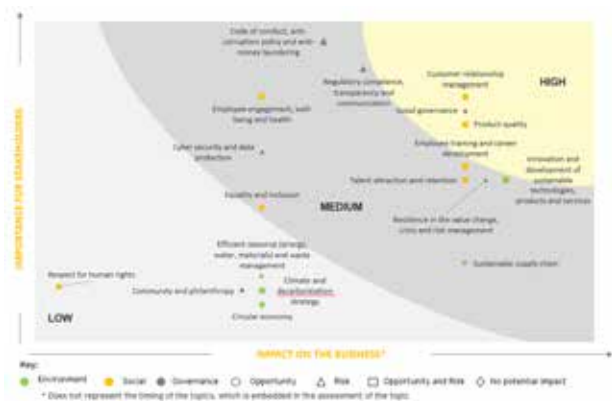 Code of conduct, anti-
corruption policy and anti-
money laundering
Regulatory compliance,
transparency and
communication
Customer relationship
management
HIGH
Employee engagement, well-
being and health
Good governance
Product quality
Cyber security and data
protection
Employee training and career
development
Talent attraction and retention
Innovation and
development of
sustainable
technologies,
products and services
Equality and inclusion
MEDIUM
Resilience in the value change,
crisis and risk management
Efficient resource (energy,
water, materials) and waste
management
Sustainable supply chain
Respect for human rights
Community and philanthropy
Climate and
decarbonisation
strategy
Circular economy
LOW
IMPORTANCE FOR STAKEHOLDERS
IMPACT ON THE BUSINESS*
Key:
Environment Social Governance Opportunity Risk Opportunity and Risk No potential impact
* Does not represent the timing of the topics, which is embedded in the assessment of the topic